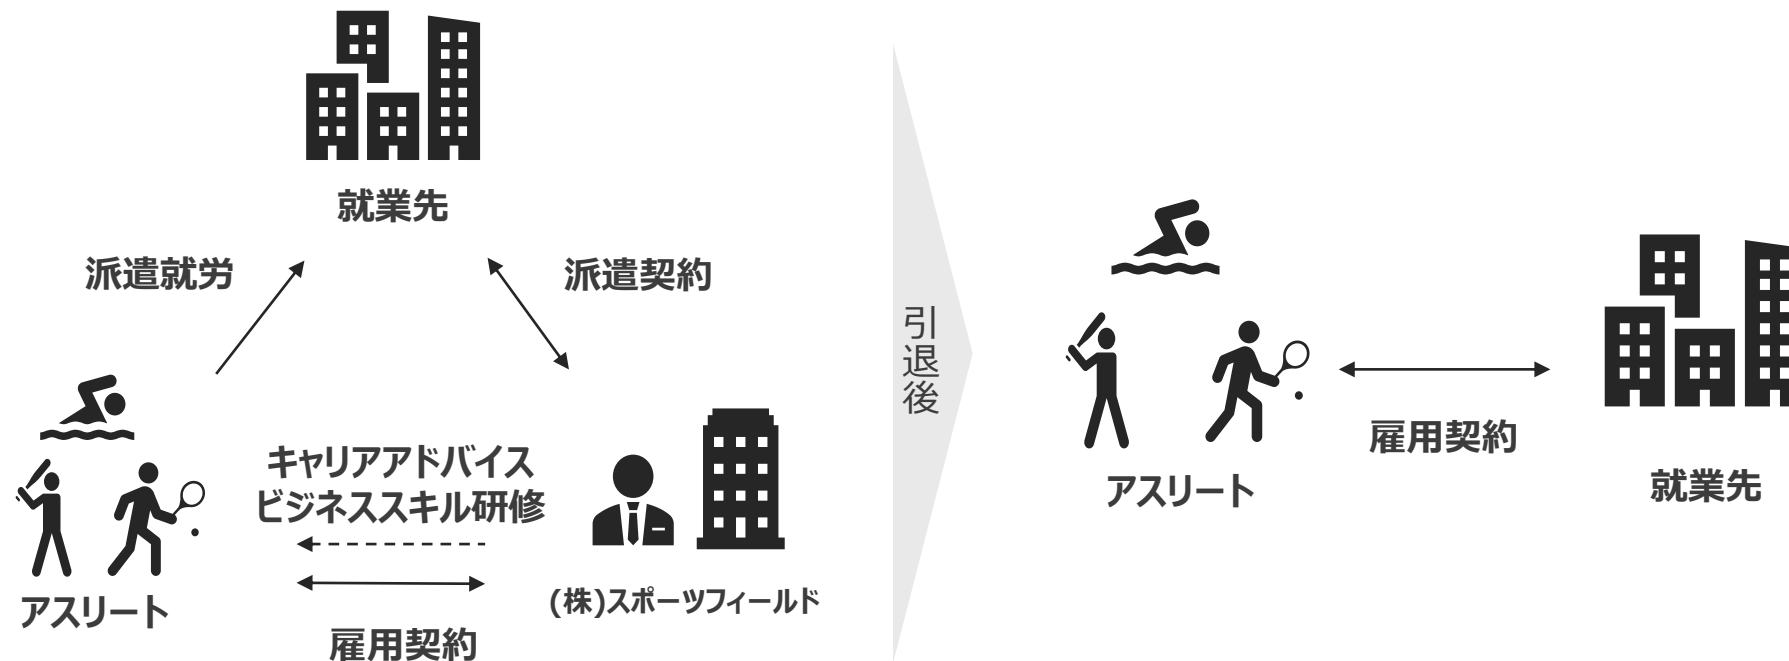 就業先
派遣就労
派遣契約
キャリアアドバイス
ビジネススキル研修
アスリート
(株)スポーツフィールド
雇用契約
引退後
雇用契約
アスリート
就業先